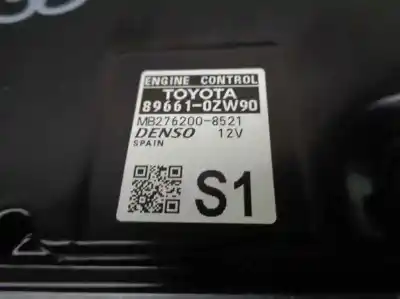 ENGINE CONTROL
TOYOTA
89661-0ZW90
MB276200-8521
DENSO 12V
SPAIN
S1